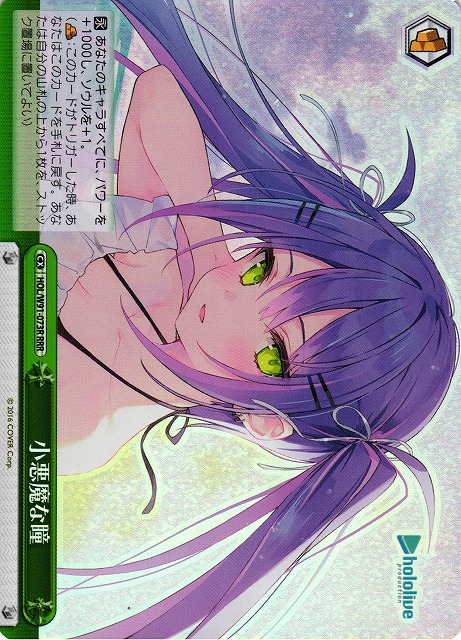 永 あなたのキャラすべてに、パワーを
+1000し、ソウルを+1。
( :このカードがトリガーした時、あ
なたはこのカードを手札に戻す。あな
たは自分の山札の上から1枚を、ストッ
ク置場に置いてよい)
CX HOL/W91-073RRR RRR
小悪魔な瞳
© 2016 COVER Corp.
hololive
production